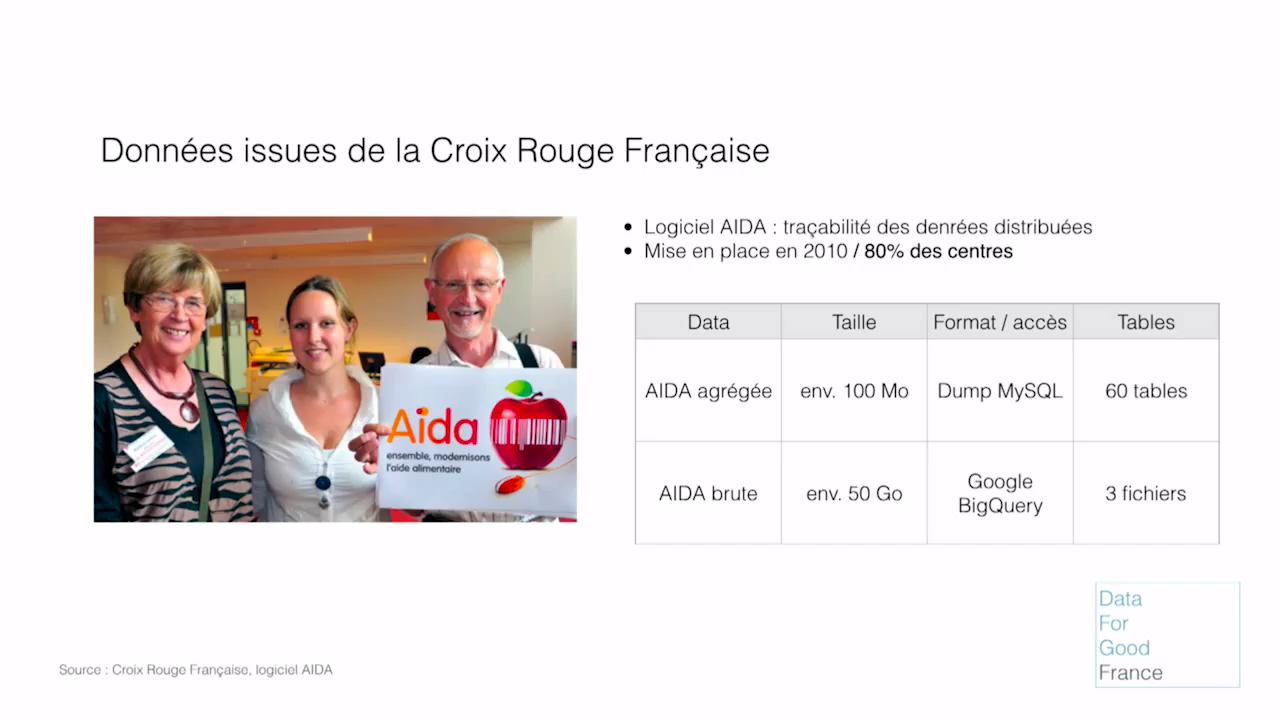 Données issues de la Croix Rouge Française
Aida
ensemble, modernisons
l'aide alimentaire
• Logiciel AIDA : traçabilité des denrées distribuées
• Mise en place en 2010 / 80% des centres
Data Taille Format / accès Tables
AIDA agrégée env. 100 Mo Dump MySQL 60 tables
AIDA brute env. 50 Go Google BigQuery 3 fichiers
Data
For
Good
France
Source : Croix Rouge Française, logiciel AIDA